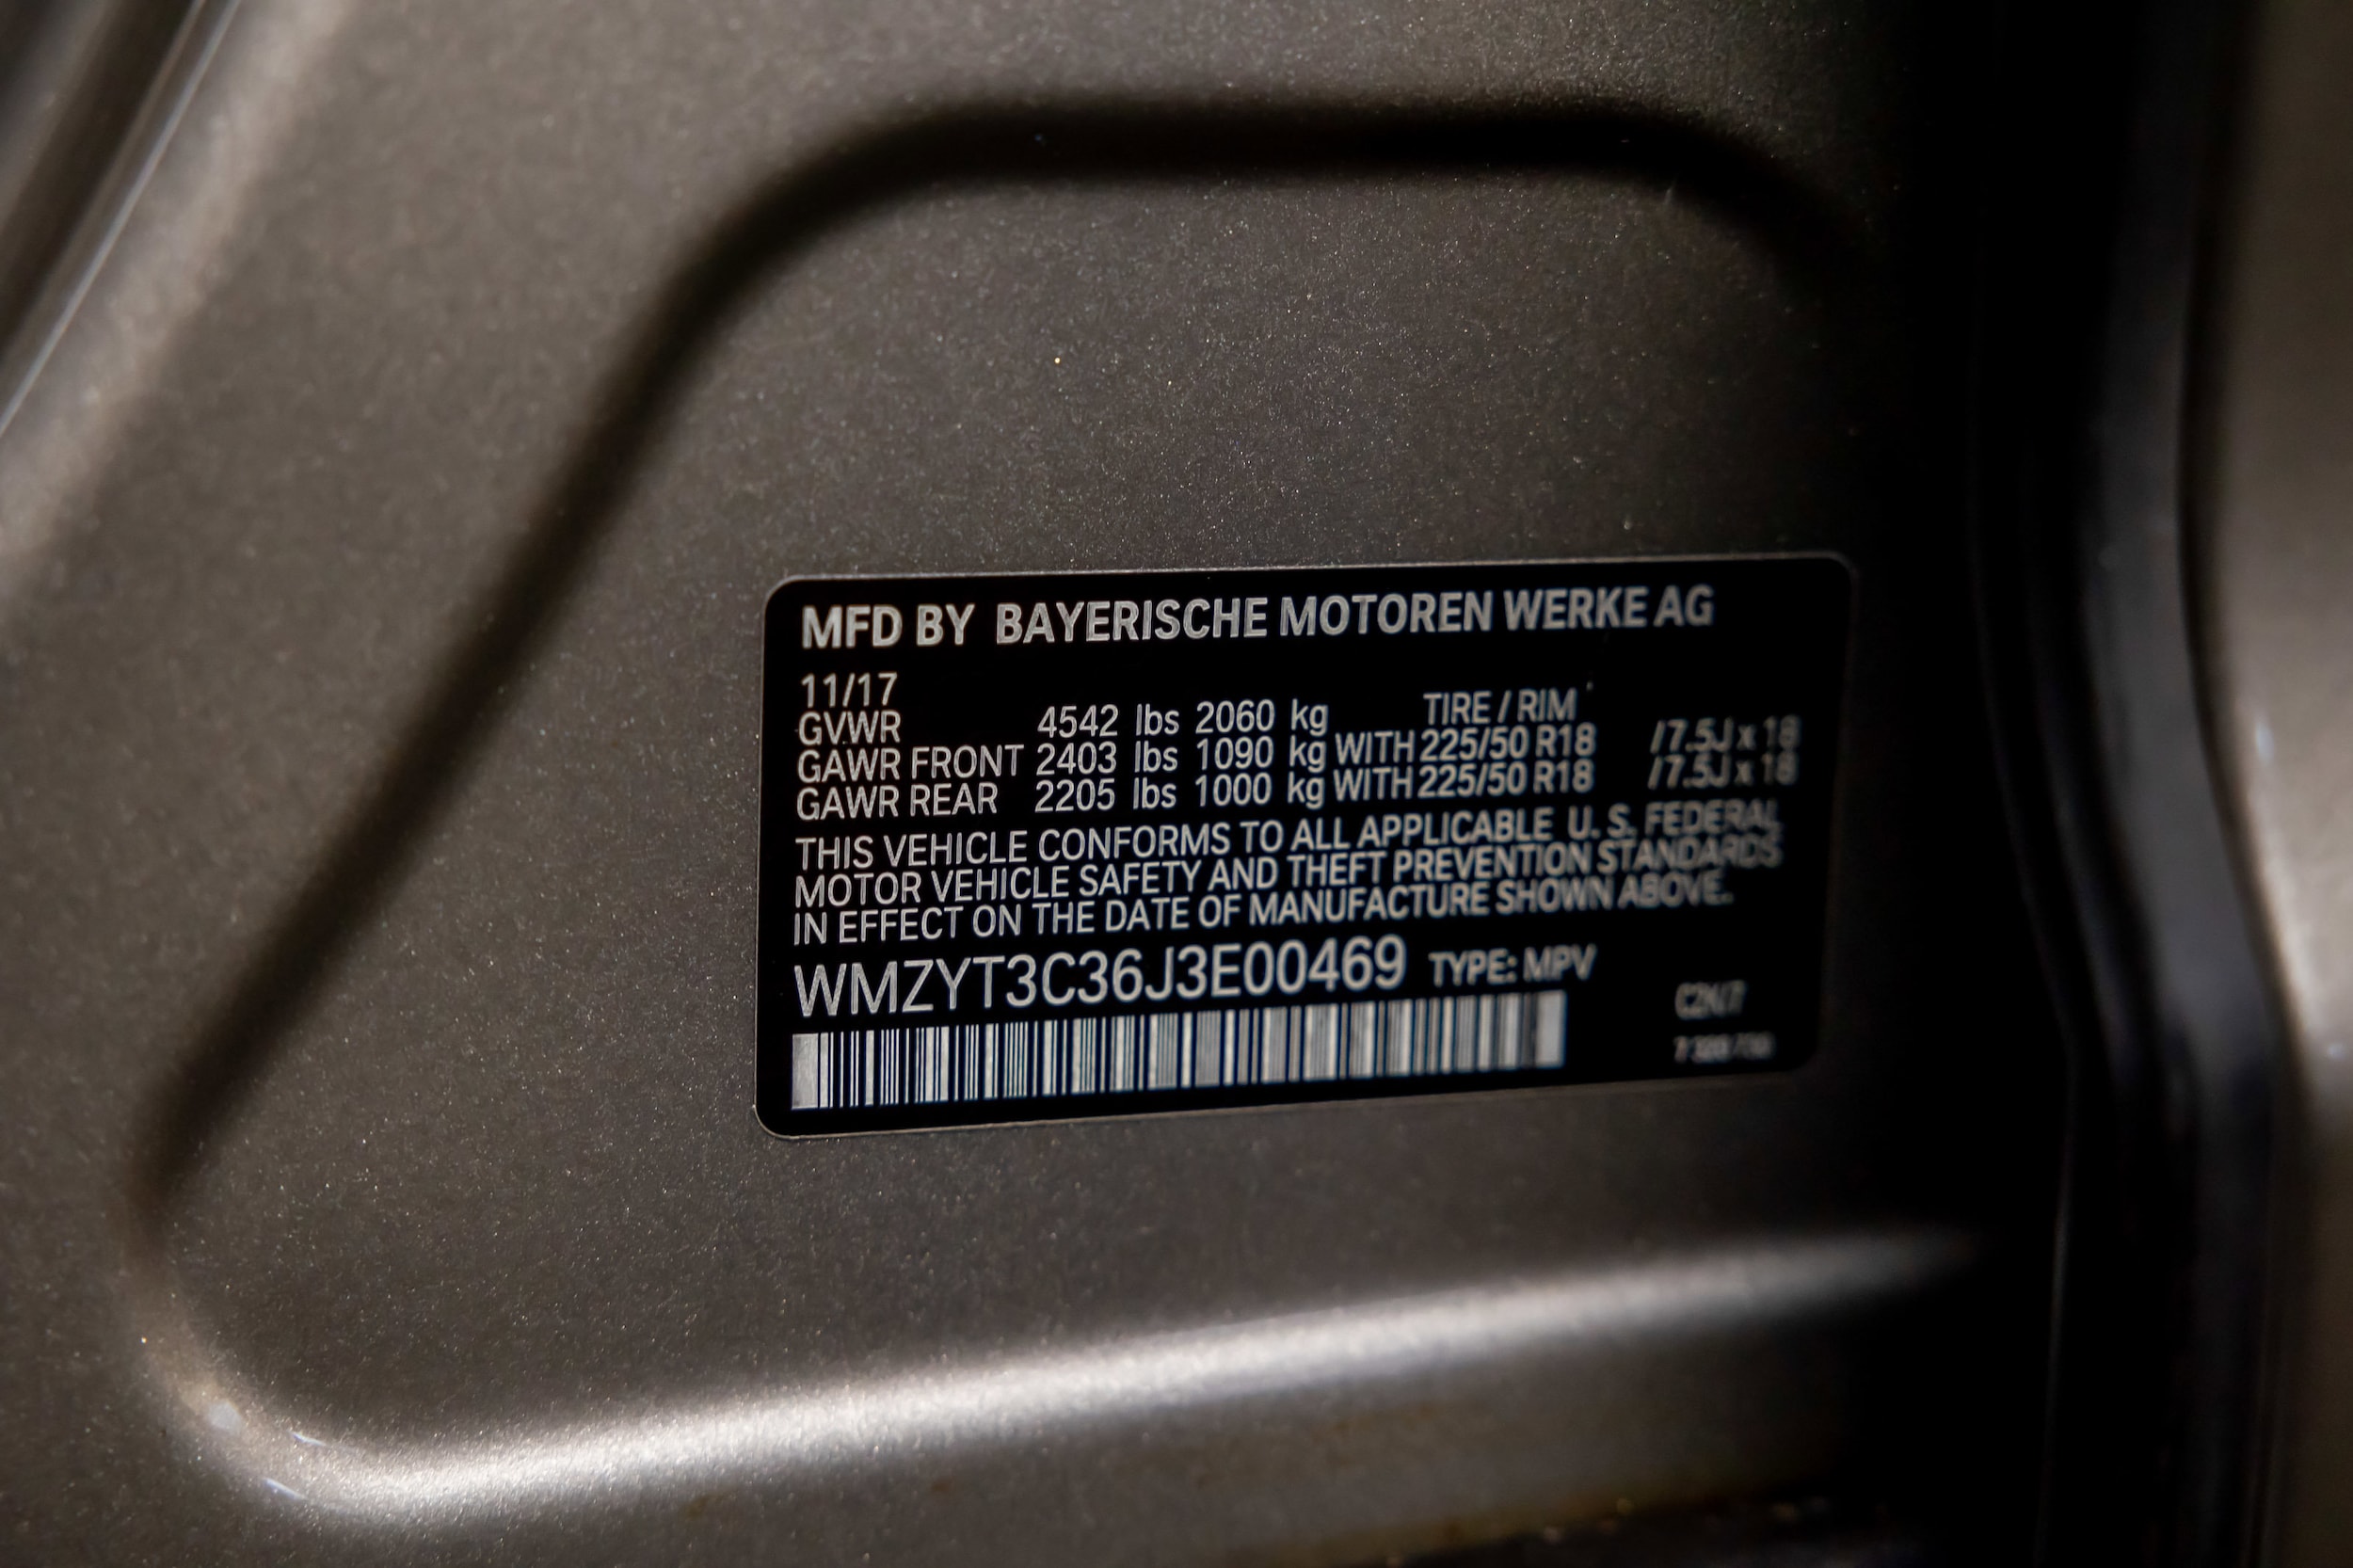 MFD BY BAYERISCHE MOTOREN WERKE AG
11/17
TIRE / RIM
GVWR 4542 lbs 2060 kg
GAWR FRONT 2403 lbs 1090 kg WITH 225/50 R18 /7.5J x 18
GAWR REAR 2205 lbs 1000 kg WITH 225/50 R18 /7.5J x 18
THIS VEHICLE CONFORMS TO ALL APPLICABLE U. S. FEDERAL
MOTOR VEHICLE SAFETY AND THEFT PREVENTION STANDARDS
IN EFFECT ON THE DATE OF MANUFACTURE SHOWN ABOVE.
WMZYT3C36J3E00469 TYPE: MPV